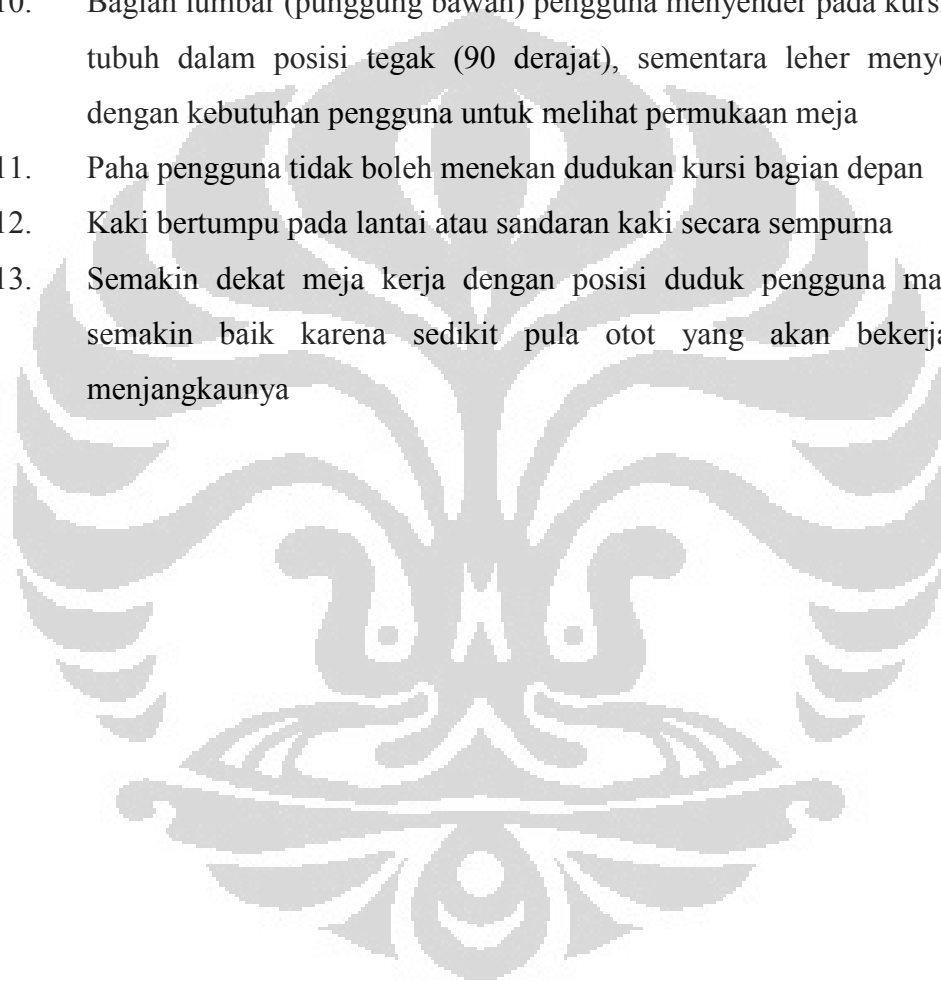 10. Bagian lumbar (punggung bawah) pengguna menyender pada kursi
tubuh dalam posisi tegak (90 derajat), sementara leher menye
dengan kebutuhan pengguna untuk melihat permukaan meja
11. Paha pengguna tidak boleh menekan dudukan kursi bagian depan
12. Kaki bertumpu pada lantai atau sandaran kaki secara sempurna
13. Semakin dekat meja kerja dengan posisi duduk pengguna ma
semakin baik karena sedikit pula otot yang akan bekerja
menjangkaunya